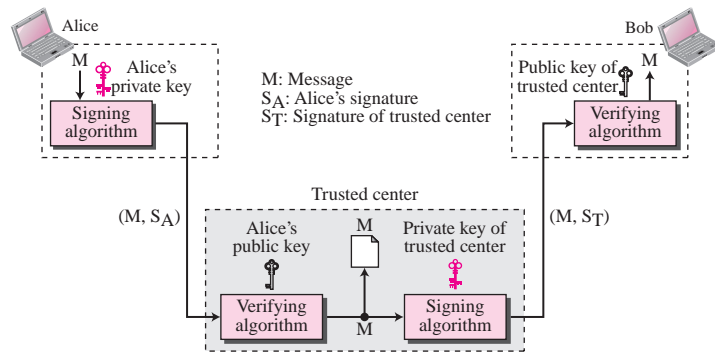 Alice
Bob
M
Alice's
private key
Signing
algorithm
M: Message
SA: Alice's signature
ST: Signature of trusted center
Public key of
trusted center
M
Verifying
algorithm
(M, SA)
Trusted center
(M, ST)
Alice's
public key
M
Private key of
trusted center
Verifying
algorithm
M
Signing
algorithm